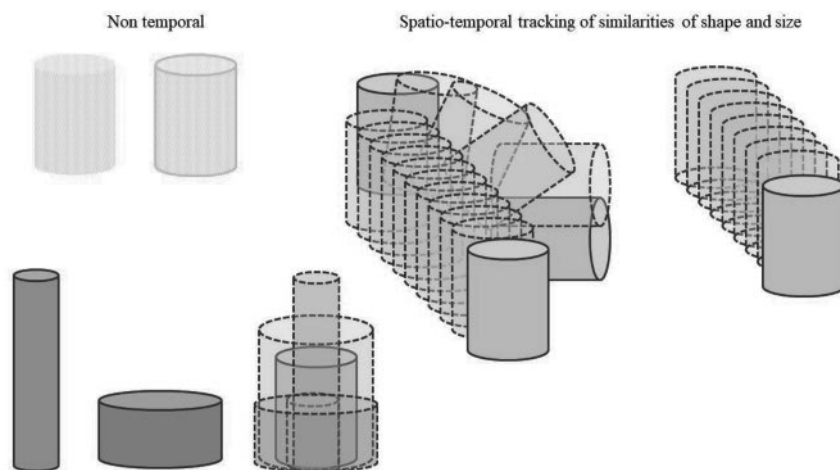 Non temporal
Spatio-temporal tracking of similarities of shape and size